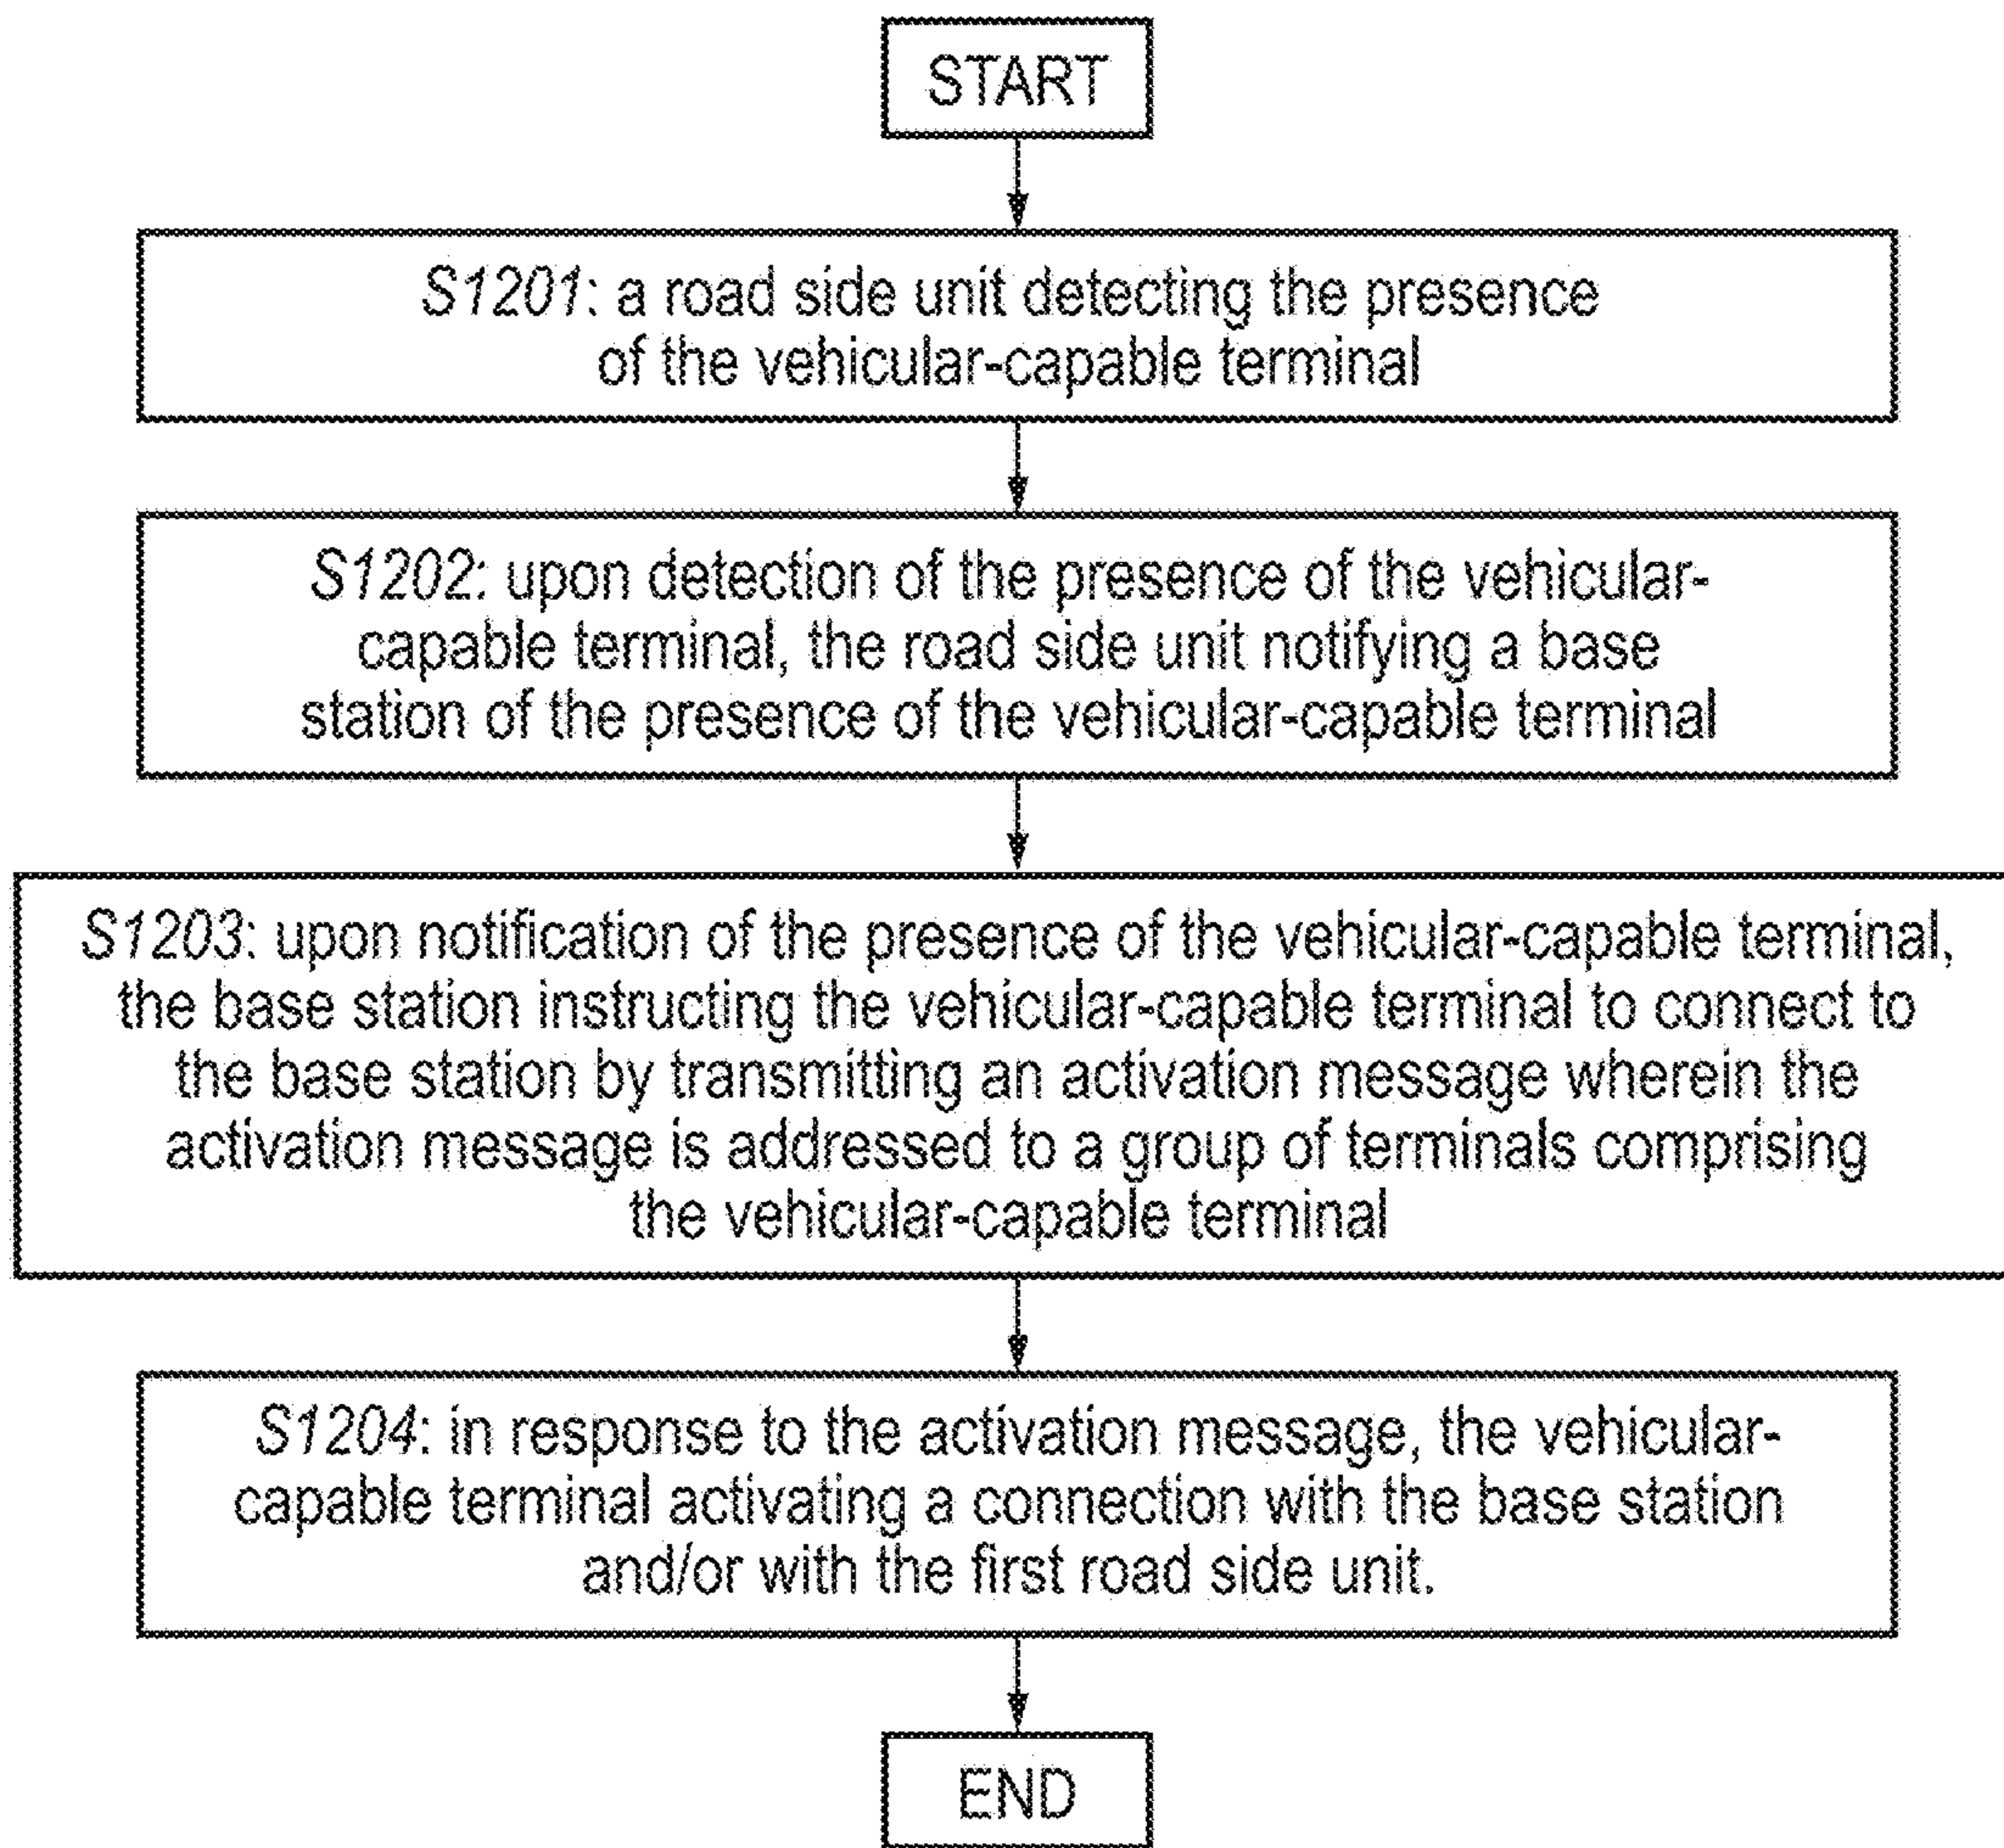 START
S1201: a road side unit detecting the presence
of the vehicular-capable terminal
S1202: upon detection of the presence of the vehicular-
capable terminal, the road side unit notifying a base
station of the presence of the vehicular-capable terminal
S1203: upon notification of the presence of the vehicular-capable terminal,
the base station instructing the vehicular-capable terminal to connect to
the base station by transmitting an activation message wherein the
activation message is addressed to a group of terminals comprising
the vehicular-capable terminal
S1204: in response to the activation message, the vehicular-
capable terminal activating a connection with the base station
and/or with the first road side unit.
END